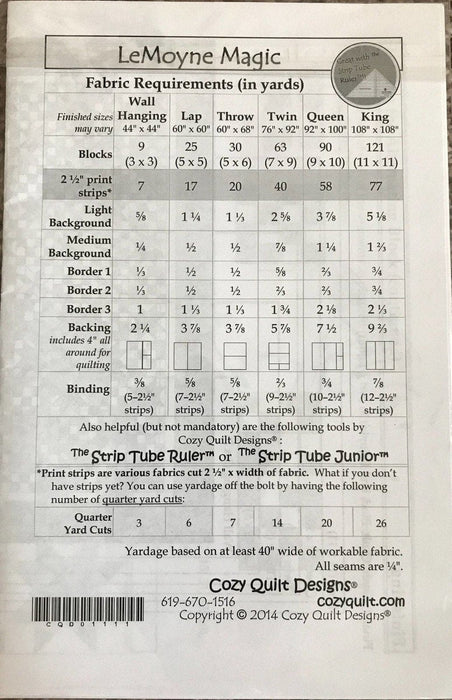 LeMoyne Magic
Great with the
Strip Tube
Ruler
Fabric Requirements (in yards)
Finished sizes may vary | Wall Hanging 44" x 44" | Lap 60" x 60" | Throw 60" x 68" | Twin 76" x 92" | Queen 92" x 100" | King 108" x 108"
Blocks | 9 (3 x 3) | 25 (5 x 5) | 30 (5 x 6) | 63 (7 x 9) | 90 (9 x 10) | 121 (11 x 11)
2 ½" print strips* | 7 | 17 | 20 | 40 | 58 | 77
Light Background | ⅝ | 1 ¼ | 1 ⅓ | 2 ⅝ | 3 ⅞ | 5 ⅛
Medium Background | ¼ | ½ | ½ | ⅞ | 1 ¼ | 1 ⅔
Border 1 | ⅓ | ½ | ½ | ⅝ | ⅔ | ¾
Border 2 | ⅓ | ½ | ½ | ⅔ | ⅔ | ¾
Border 3 | 1 | 1 ⅓ | 1 ⅓ | 1 ¾ | 2 ⅛ | 2 ⅓
Backing includes 4" all around for quilting | 2 ¼ | 3 ⅞ | 3 ⅞ | 5 ⅞ | 7 ½ | 9 ⅔
Binding | ⅜ (5-2½" strips) | ⅝ (7-2½" strips) | ⅝ (7-2½" strips) | ⅔ (9-2½" strips) | ¾ (10-2½" strips) | ⅞ (12-2½" strips)
Also helpful (but not mandatory) are the following tools by
Cozy Quilt Designs® :
The Strip Tube Ruler™ or The Strip Tube Junior™
*Print strips are various fabrics cut 2 ½" x width of fabric. What if you don't
have strips yet? You can use yardage off the bolt by having the following
number of quarter yard cuts:
Quarter Yard Cuts | 3 | 6 | 7 | 14 | 20 | 26
Yardage based on at least 40" wide of workable fabric.
All seams are ¼".
Cozy Quilt Designs®
619-670-1516 cozyquilt.com
Copyright © 2014 Cozy Quilt Designs®
CQD01111